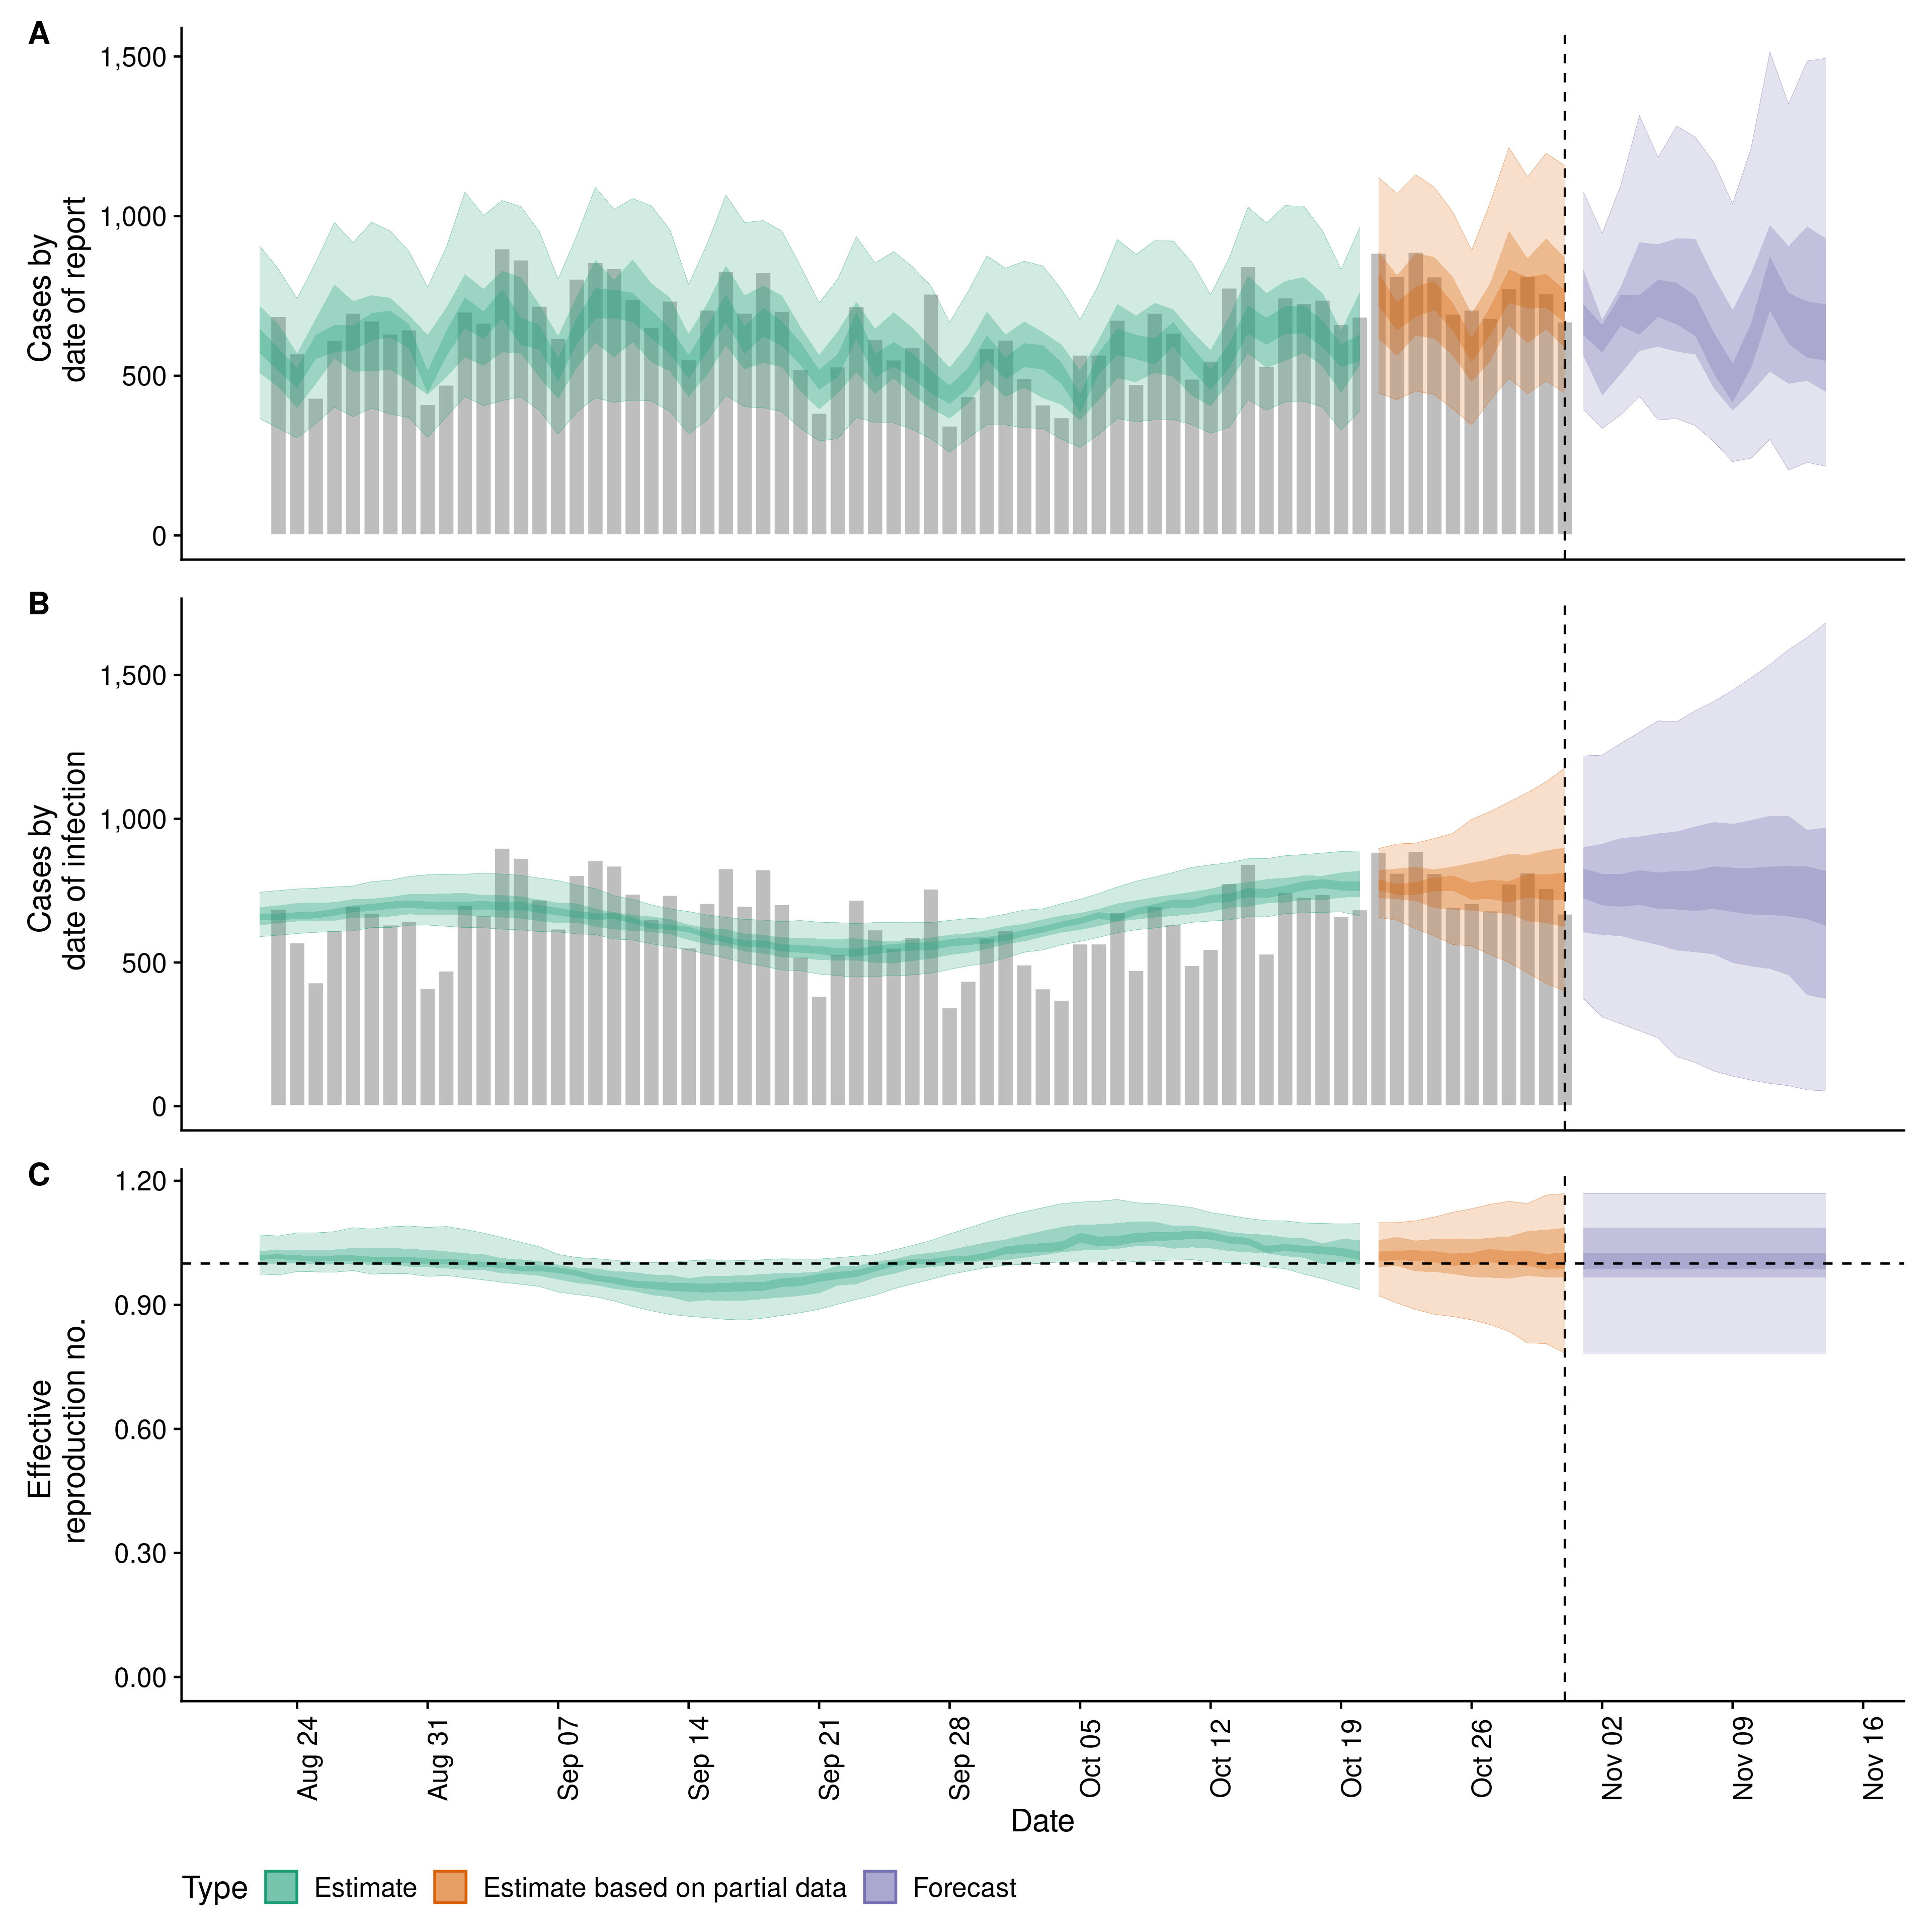 A
1,500
1,000
500
0
Cases by
date of report
B
1,500
1,000
500
0
Cases by
date of infection
C
1.20
0.90
0.60
0.30
0.00
Effective
reproduction no.
Aug 24
Aug 31
Sep 07
Sep 14
Sep 21
Sep 28
Oct 05
Oct 12
Oct 19
Oct 26
Nov 02
Nov 09
Nov 16
Date
Type Estimate Estimate based on partial data Forecast